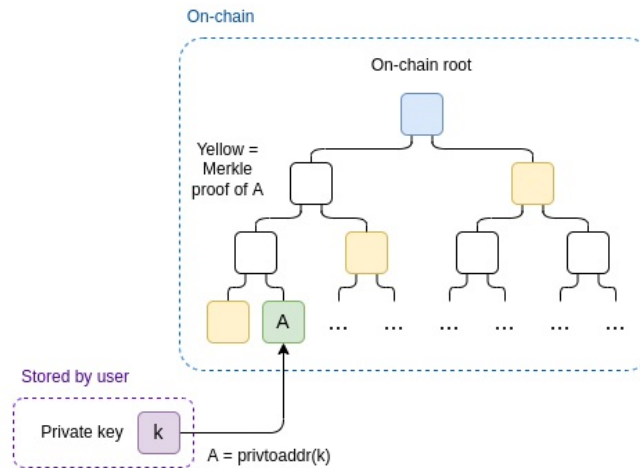 On-chain
On-chain root
Yellow =
Merkle
proof of A
A
... ... ... ... ... ...
Stored by user
Private key
k
A = privtoaddr(k)